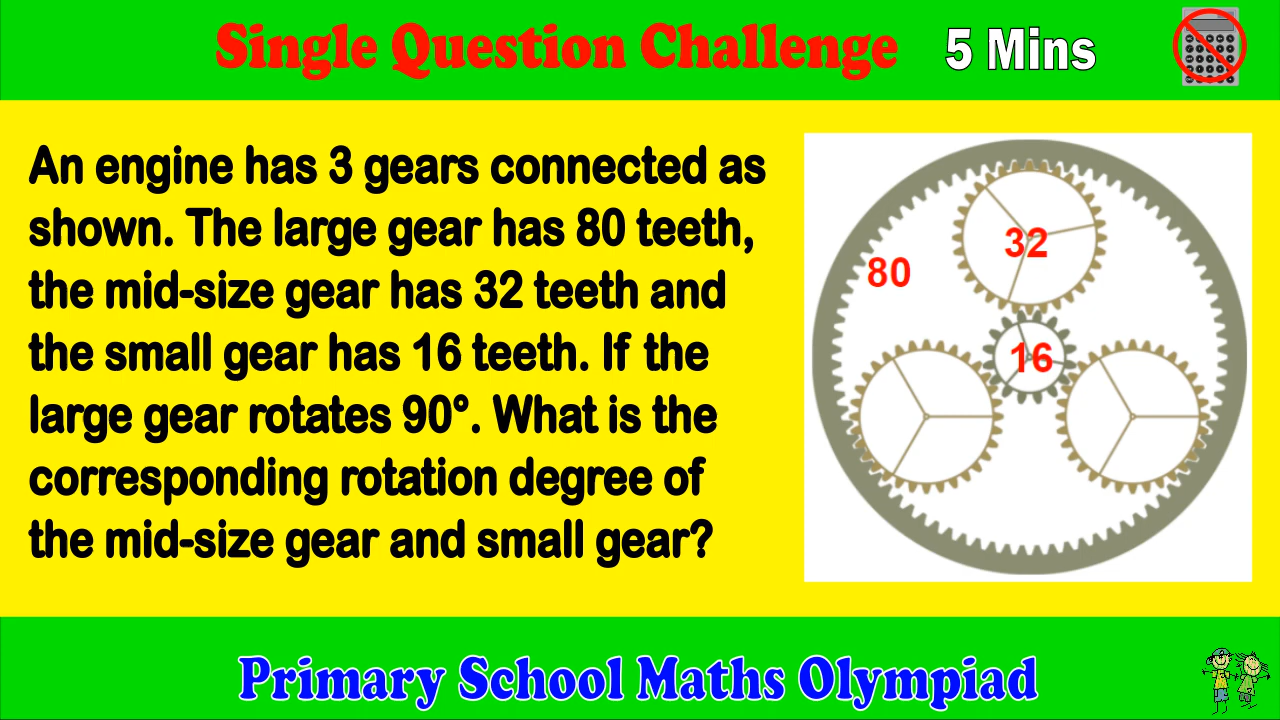 Single Question Challenge 5 Mins
An engine has 3 gears connected as
shown. The large gear has 80 teeth,
the mid-size gear has 32 teeth and
the small gear has 16 teeth. If the
large gear rotates 90°. What is the
corresponding rotation degree of
the mid-size gear and small gear?
32
80
16
Primary School Maths Olympiad